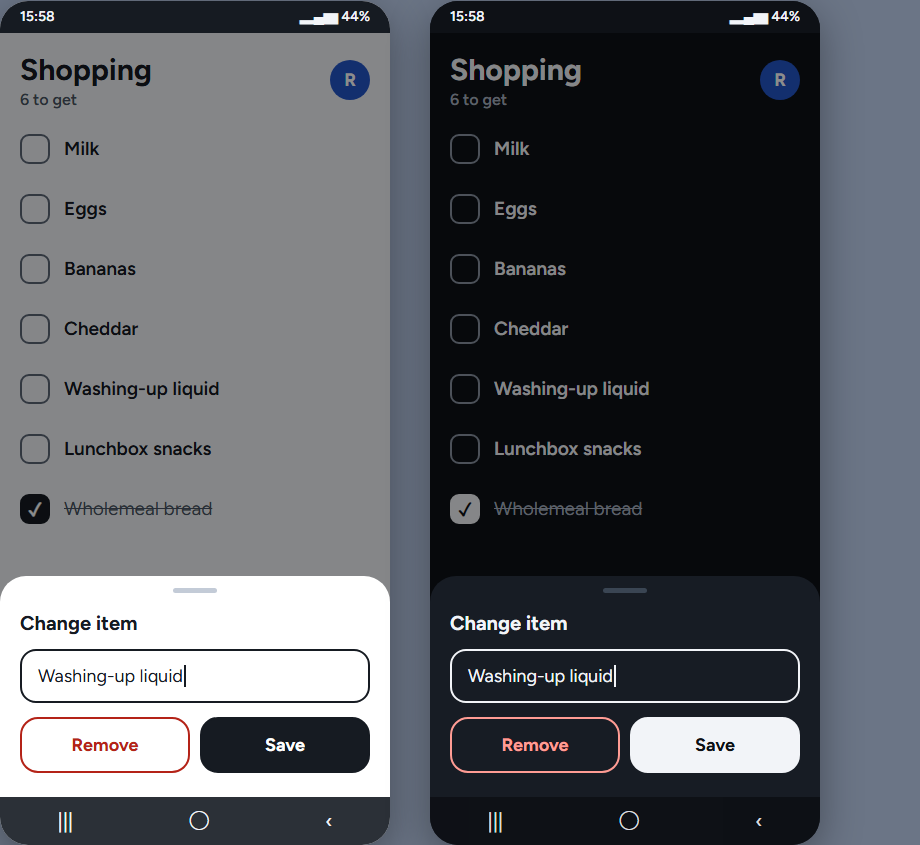 15:58 44%
Shopping
6 to get
R
Milk
Eggs
Bananas
Cheddar
Washing-up liquid
Lunchbox snacks
Wholemeal bread
Change item
Washing-up liquid
Remove Save
15:58 44%
Shopping
6 to get
R
Milk
Eggs
Bananas
Cheddar
Washing-up liquid
Lunchbox snacks
Wholemeal bread
Change item
Washing-up liquid
Remove Save